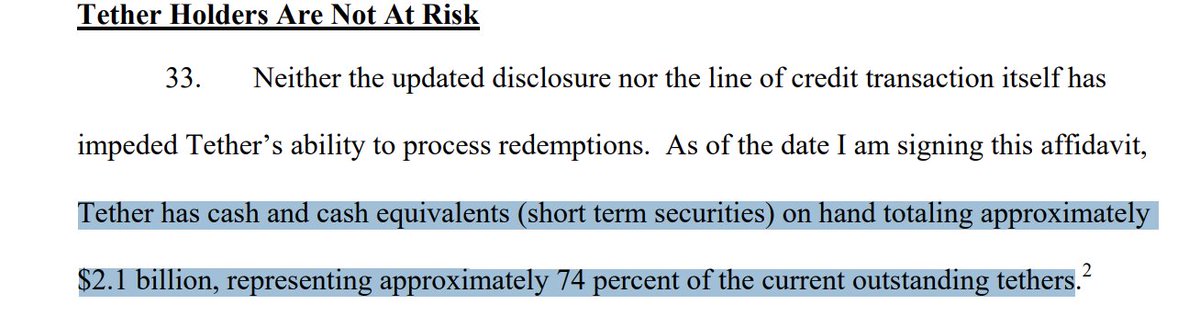 Tether Holders Are Not At Risk
33. Neither the updated disclosure nor the line of credit transaction itself has
impeded Tether’s ability to process redemptions. As of the date I am signing this affidavit,
Tether has cash and cash equivalents (short term securities) on hand totaling approximately
$2.1 billion, representing approximately 74 percent of the current outstanding tethers.2